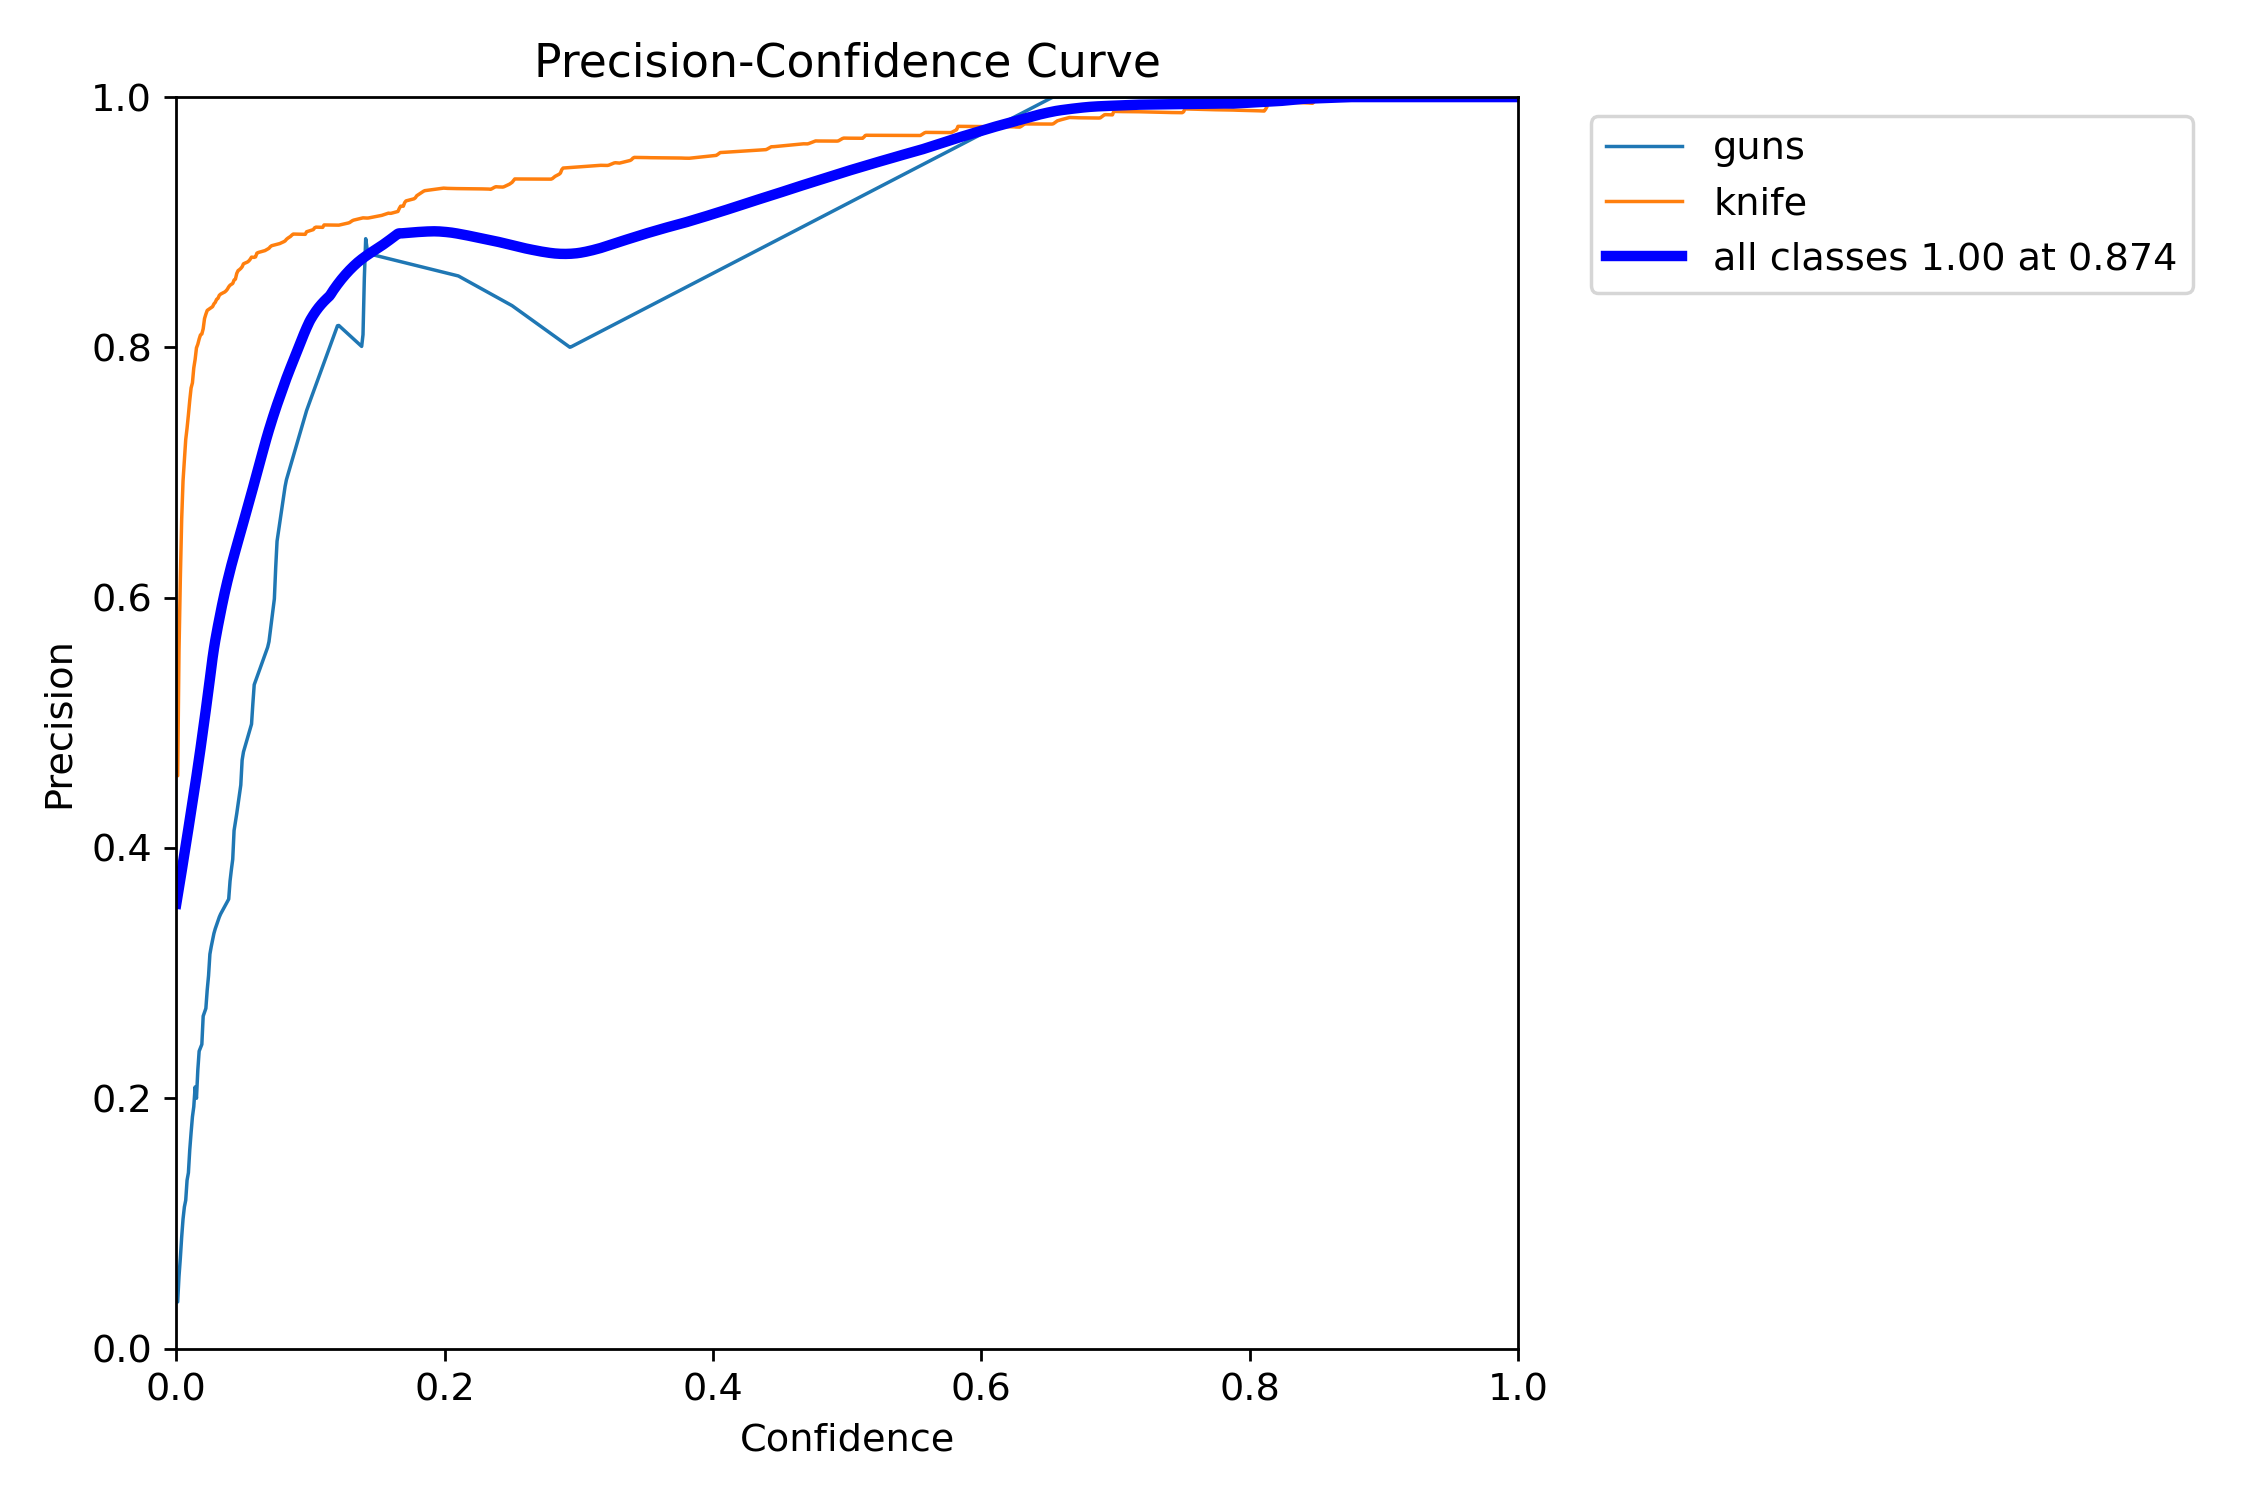 Precision-Confidence Curve
1.0
0.8
0.6
0.4
0.2
0.0
Precision
0.0 0.2 0.4 0.6 0.8 1.0
Confidence
guns
knife
all classes 1.00 at 0.874